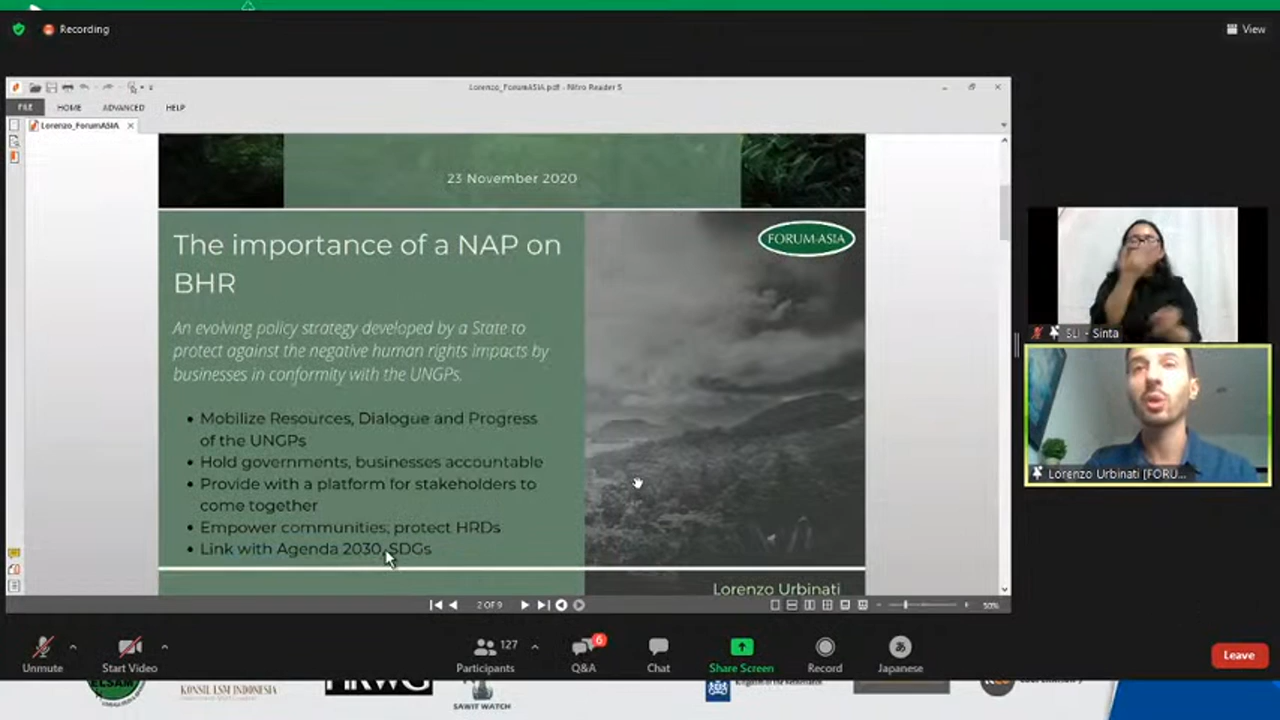 Recording
View
Lorenzo_ForumASIA.pdf - Nitro Reader 5
FILE
HOME
ADVANCED
HELP
Lorenzo_ForumASIA
23 November 2020
The importance of a NAP on
BHR
FORUM-ASIA
An evolving policy strategy developed by a State to
protect against the negative human rights impacts by
businesses in conformity with the UNGPs.
• Mobilize Resources, Dialogue and Progress
of the UNGPs
• Hold governments, businesses accountable
• Provide with a platform for stakeholders to
come together
• Empower communities; protect HRDs
• Link with Agenda 2030, SDGs
Lorenzo Urbinati
SLI - Sinta
Lorenzo Urbinati [FORU...
2 OF 9
50%
Unmute
Start Video
127
Participants
6
Q&A
Chat
Share Screen
Record
あ
Japanese
Leave
ELSAM
KONSIL LSM INDONESIA
HRWG
SAWIT WATCH